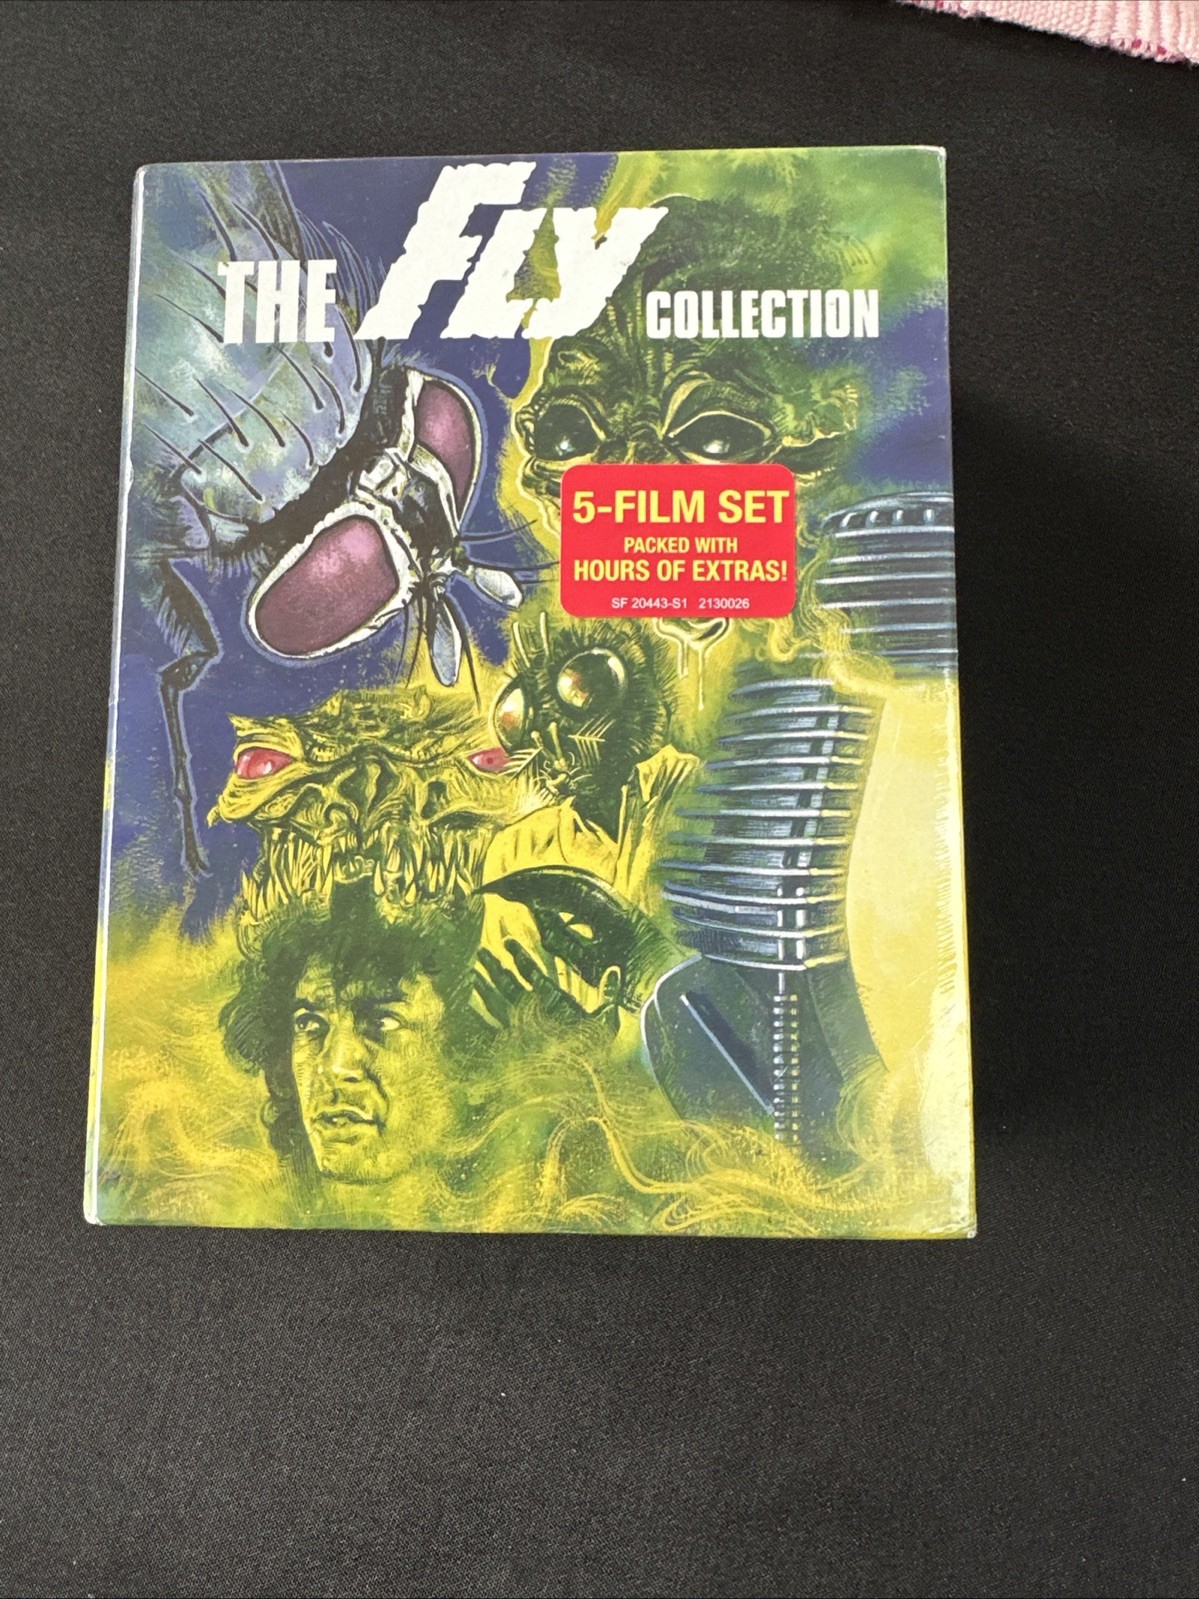 THE FLY COLLECTION
5-FILM SET
PACKED WITH
HOURS OF EXTRAS!
SF 20443-S1 2130026